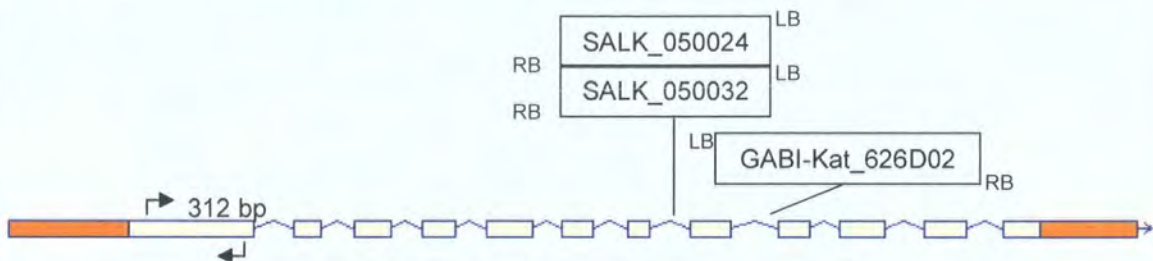 LB
SALK_050024
RB
LB
SALK_050032
RB
LB
GABI-Kat_626D02
RB
312 bp